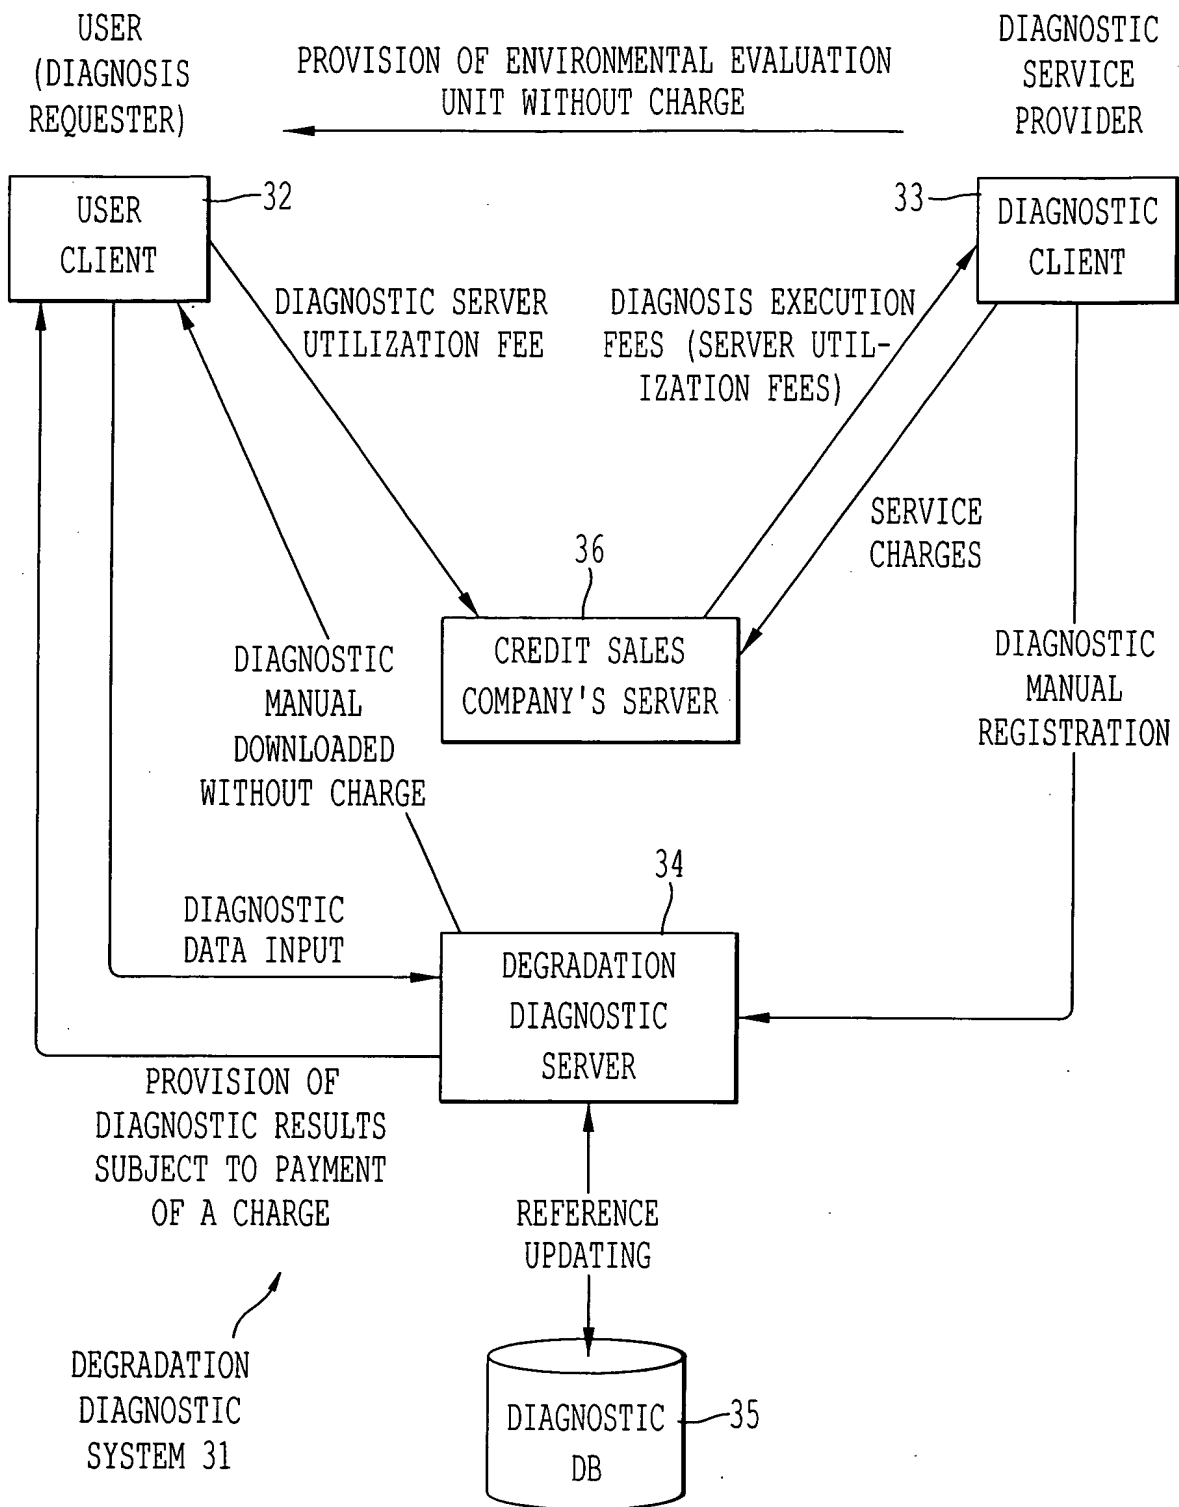 USER
(DIAGNOSIS
REQUESTER)
PROVISION OF ENVIRONMENTAL EVALUATION
UNIT WITHOUT CHARGE
DIAGNOSTIC
SERVICE
PROVIDER
USER
CLIENT
32
33
DIAGNOSTIC
CLIENT
DIAGNOSTIC SERVER
UTILIZATION FEE
DIAGNOSIS EXECUTION
FEES (SERVER UTIL-
IZATION FEES)
SERVICE
CHARGES
36
CREDIT SALES
COMPANY'S SERVER
DIAGNOSTIC
MANUAL
DOWNLOADED
WITHOUT CHARGE
DIAGNOSTIC
MANUAL
REGISTRATION
34
DIAGNOSTIC
DATA INPUT
DEGRADATION
DIAGNOSTIC
SERVER
PROVISION OF
DIAGNOSTIC RESULTS
SUBJECT TO PAYMENT
OF A CHARGE
REFERENCE
UPDATING
DEGRADATION
DIAGNOSTIC
SYSTEM 31
DIAGNOSTIC
DB
35